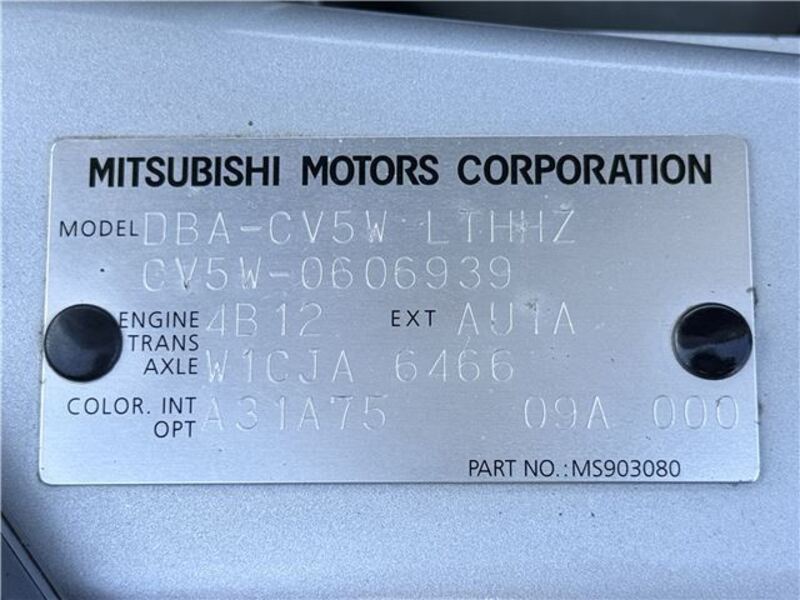 MITSUBISHI MOTORS CORPORATION
MODEL DBA-CV5W LTHHZ
CV5W-0606939
ENGINE 4B12 EXT AU1A
TRANS
AXLE W1CJA 6466
COLOR. INT A31A75 09A 000
OPT
PART NO.:MS903080